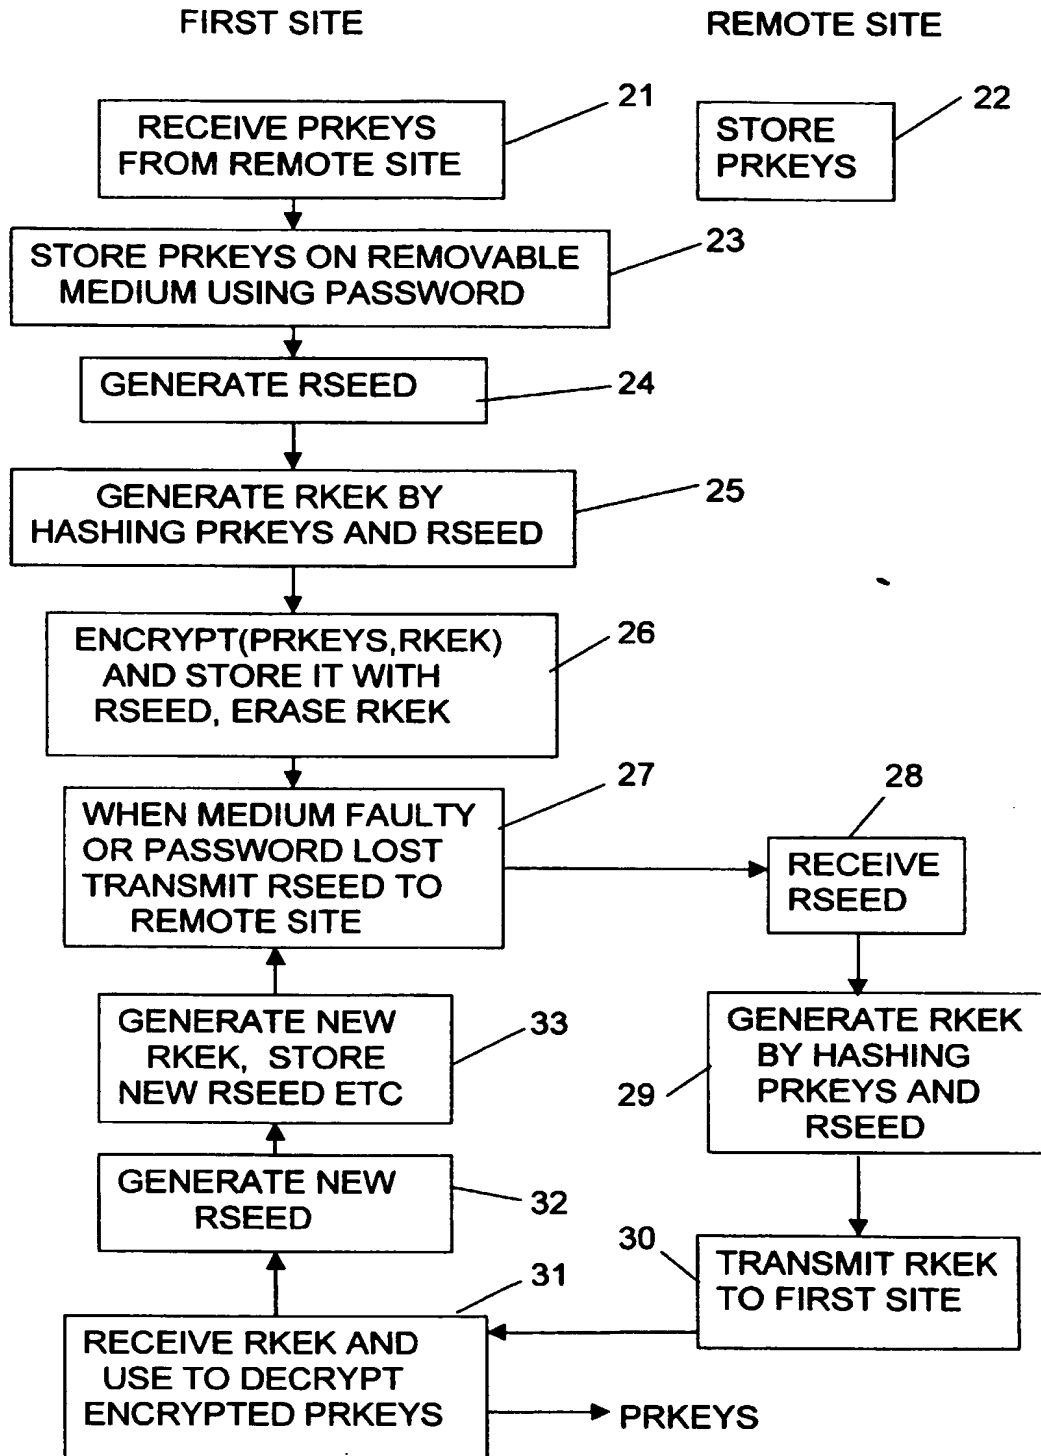 FIRST SITE
REMOTE SITE
21
RECEIVE PRKEYS
FROM REMOTE SITE
22
STORE
PRKEYS
23
STORE PRKEYS ON REMOVABLE
MEDIUM USING PASSWORD
24
GENERATE RSEED
25
GENERATE RKEK BY
HASHING PRKEYS AND RSEED
26
ENCRYPT(PRKEYS,RKEK)
AND STORE IT WITH
RSEED, ERASE RKEK
27
WHEN MEDIUM FAULTY
OR PASSWORD LOST
TRANSMIT RSEED TO
REMOTE SITE
28
RECEIVE
RSEED
29
GENERATE RKEK
BY HASHING
PRKEYS AND
RSEED
30
TRANSMIT RKEK
TO FIRST SITE
31
RECEIVE RKEK AND
USE TO DECRYPT
ENCRYPTED PRKEYS
PRKEYS
32
GENERATE NEW
RSEED
33
GENERATE NEW
RKEK, STORE
NEW RSEED ETC